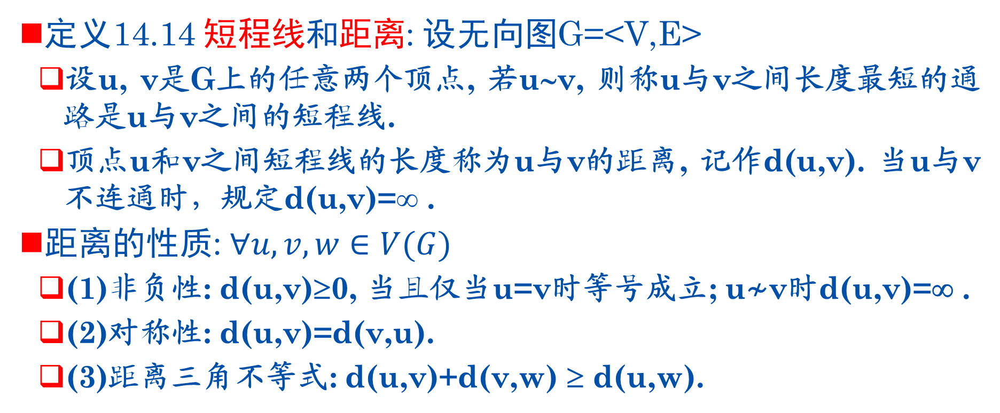 定义14.14 短程线和距离: 设无向图G=<V,E>
设u, v是G上的任意两个顶点, 若u~v, 则称u与v之间长度最短的通
路是u与v之间的短程线.
顶点u和v之间短程线的长度称为u与v的距离, 记作d(u,v). 当u与v
不连通时，规定d(u,v)=∞ .
距离的性质: ∀u, v, w ∈ V(G)
(1)非负性: d(u,v)≥0, 当且仅当u=v时等号成立; u≁v时d(u,v)=∞ .
(2)对称性: d(u,v)=d(v,u).
(3)距离三角不等式: d(u,v)+d(v,w) ≥ d(u,w).